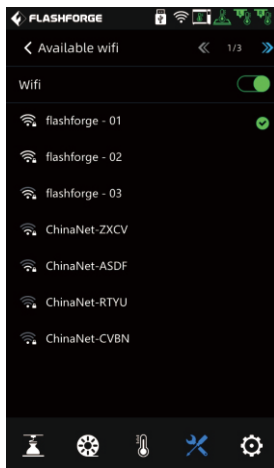 FLASHFORGE
Available wifi
1/3
Wifi
flashforge - 01
flashforge - 02
flashforge - 03
ChinaNet-ZXCV
ChinaNet-ASDF
ChinaNet-RTYU
ChinaNet-CVBN